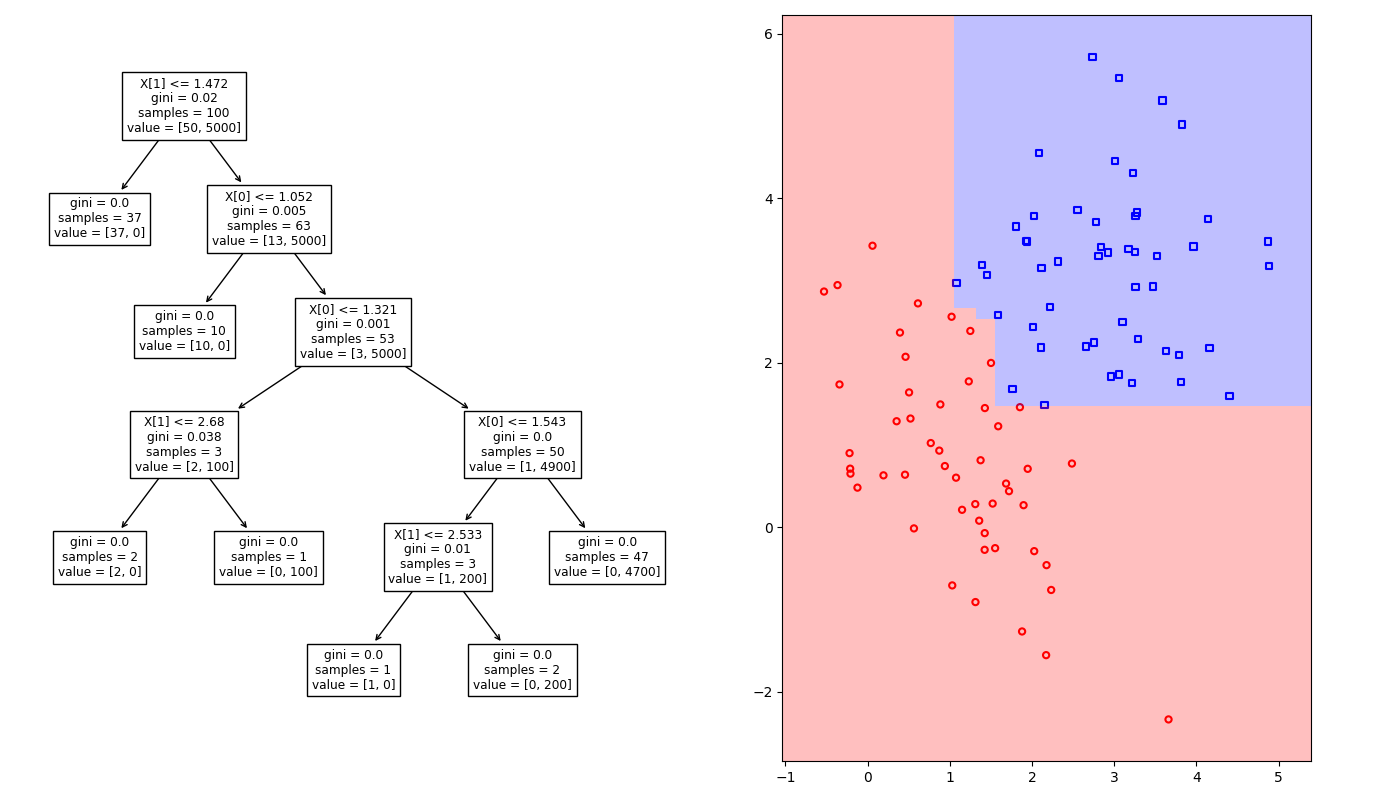 X[1] <= 1.472
gini = 0.02
samples = 100
value = [50, 5000]
gini = 0.0
samples = 37
value = [37, 0]
X[0] <= 1.052
gini = 0.005
samples = 63
value = [13, 5000]
gini = 0.0
samples = 10
value = [10, 0]
X[0] <= 1.321
gini = 0.001
samples = 53
value = [3, 5000]
X[1] <= 2.68
gini = 0.038
samples = 3
value = [2, 100]
X[0] <= 1.543
gini = 0.0
samples = 50
value = [1, 4900]
gini = 0.0
samples = 2
value = [2, 0]
gini = 0.0
samples = 1
value = [0, 100]
X[1] <= 2.533
gini = 0.01
samples = 3
value = [1, 200]
gini = 0.0
samples = 47
value = [0, 4700]
gini = 0.0
samples = 1
value = [1, 0]
gini = 0.0
samples = 2
value = [0, 200]
6
4
2
0
−2
−1
0
1
2
3
4
5